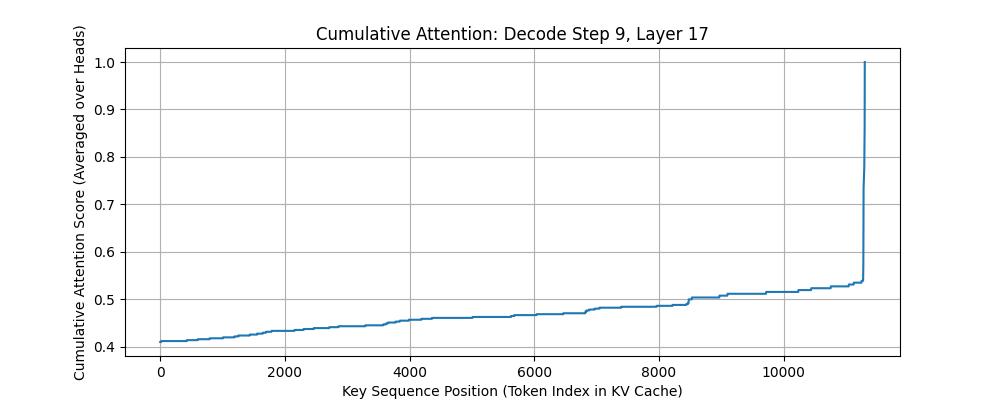 Cumulative Attention: Decode Step 9, Layer 17
Cumulative Attention Score (Averaged over Heads)
1.0
0.9
0.8
0.7
0.6
0.5
0.4
0 2000 4000 6000 8000 10000
Key Sequence Position (Token Index in KV Cache)